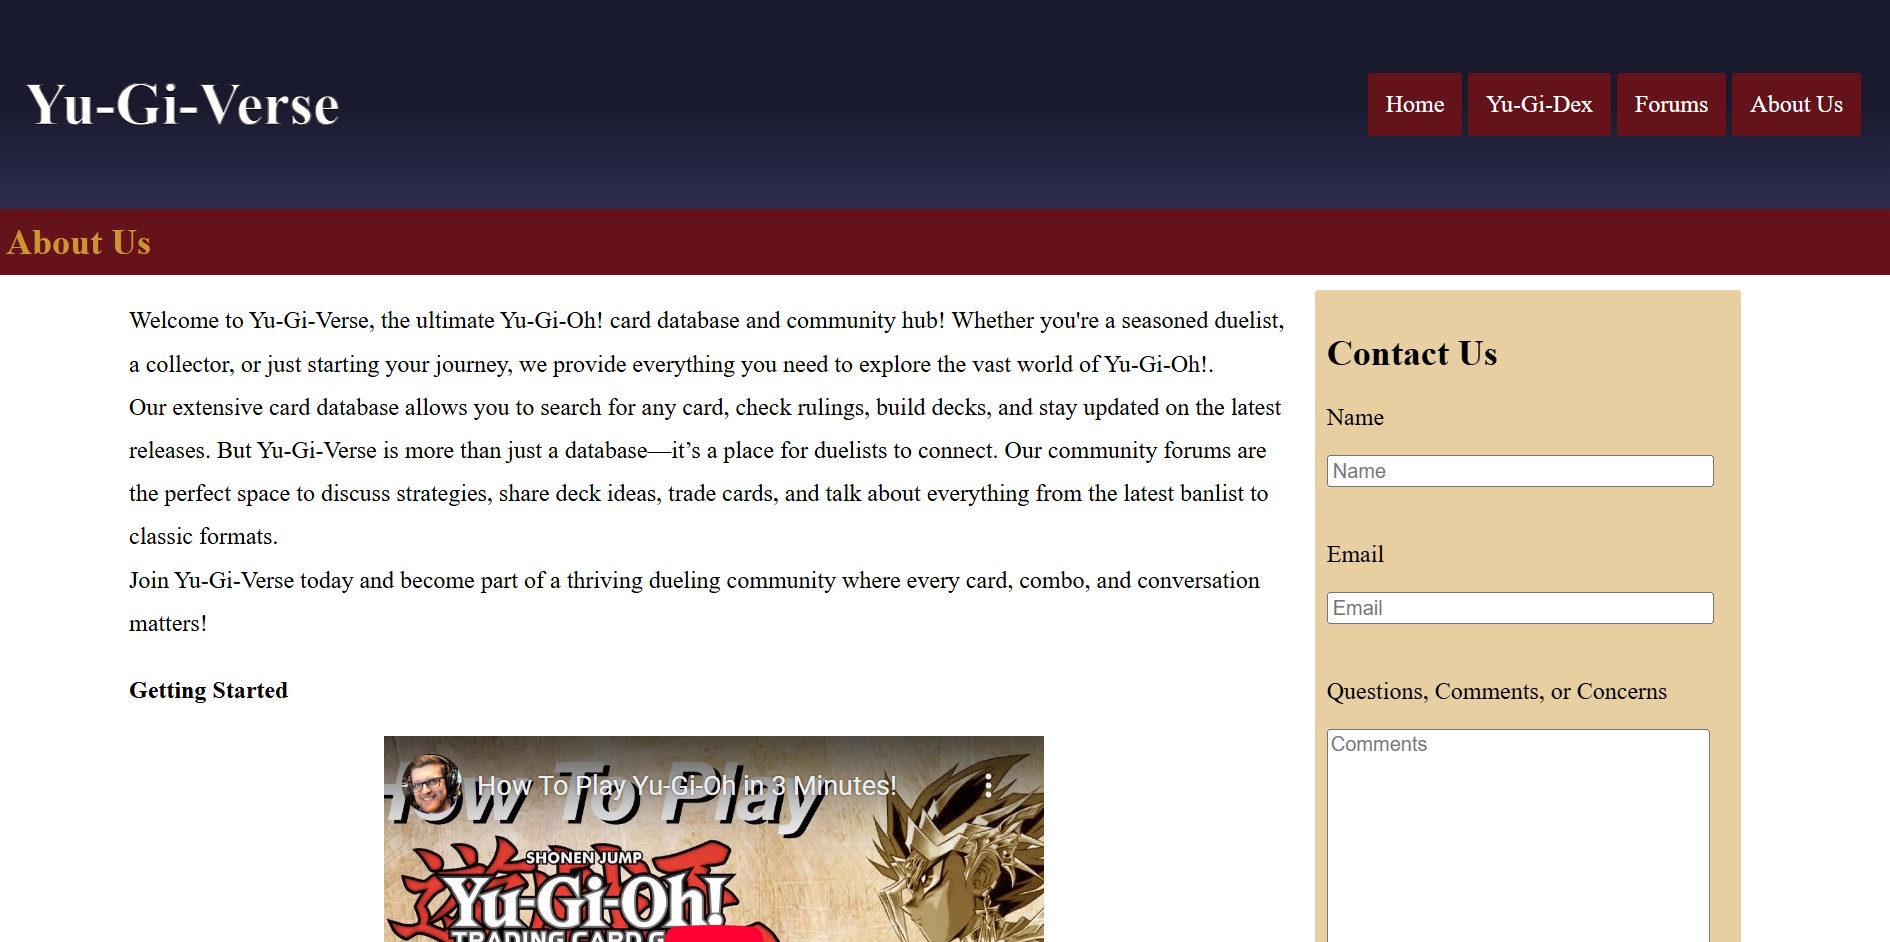 Yu-Gi-Verse
Home
Yu-Gi-Dex
Forums
About Us
About Us
Welcome to Yu-Gi-Verse, the ultimate Yu-Gi-Oh! card database and community hub! Whether you're a seasoned duelist,
a collector, or just starting your journey, we provide everything you need to explore the vast world of Yu-Gi-Oh!.
Our extensive card database allows you to search for any card, check rulings, build decks, and stay updated on the latest
releases. But Yu-Gi-Verse is more than just a database—it’s a place for duelists to connect. Our community forums are
the perfect space to discuss strategies, share deck ideas, trade cards, and talk about everything from the latest banlist to
classic formats.
Join Yu-Gi-Verse today and become part of a thriving dueling community where every card, combo, and conversation
matters!
Getting Started
How To Play Yu-Gi-Oh in 3 Minutes!
How To Play
SHONEN JUMP
Yu-Gi-Oh!
TRADING CARD
Contact Us
Name
Name
Email
Email
Questions, Comments, or Concerns
Comments